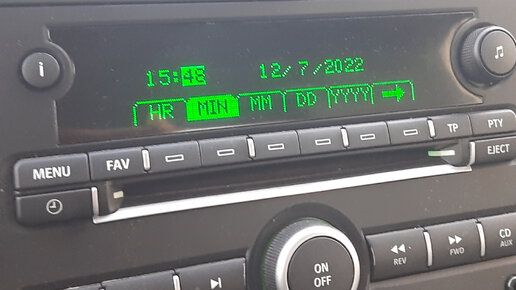 i
15:48 12/ 7/2022
HR MIN MM DD YYYY
MENU FAV TP PTY
EJECT
ON
OFF
REV
FWD
CD
AUX